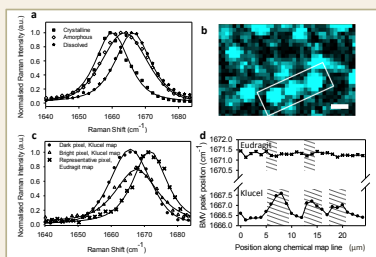 a
Crystalline
Amorphous
Dissolved
Normalised Raman Intensity (a.u.)
1.0
0.8
0.6
0.4
0.2
0.0
1640 1650 1660 1670 1680
Raman Shift (cm-1)
b
c
Dark pixel, Klucel map
Bright pixel, Klucel map
Representative pixel,
Eudragit map
Normalised Raman Intensity (a.u.)
1.0
0.8
0.6
0.4
0.2
0.0
1640 1650 1660 1670 1680
Raman Shift (cm-1)
d
BMV peak position (cm-1)
1672.5
Eudragit
1672.0
1671.5
1671.0
1670.5
Klucel
1667.5
1667.0
1666.5
1666.0
0 5 10 15 20
Position along chemical map line (μm)